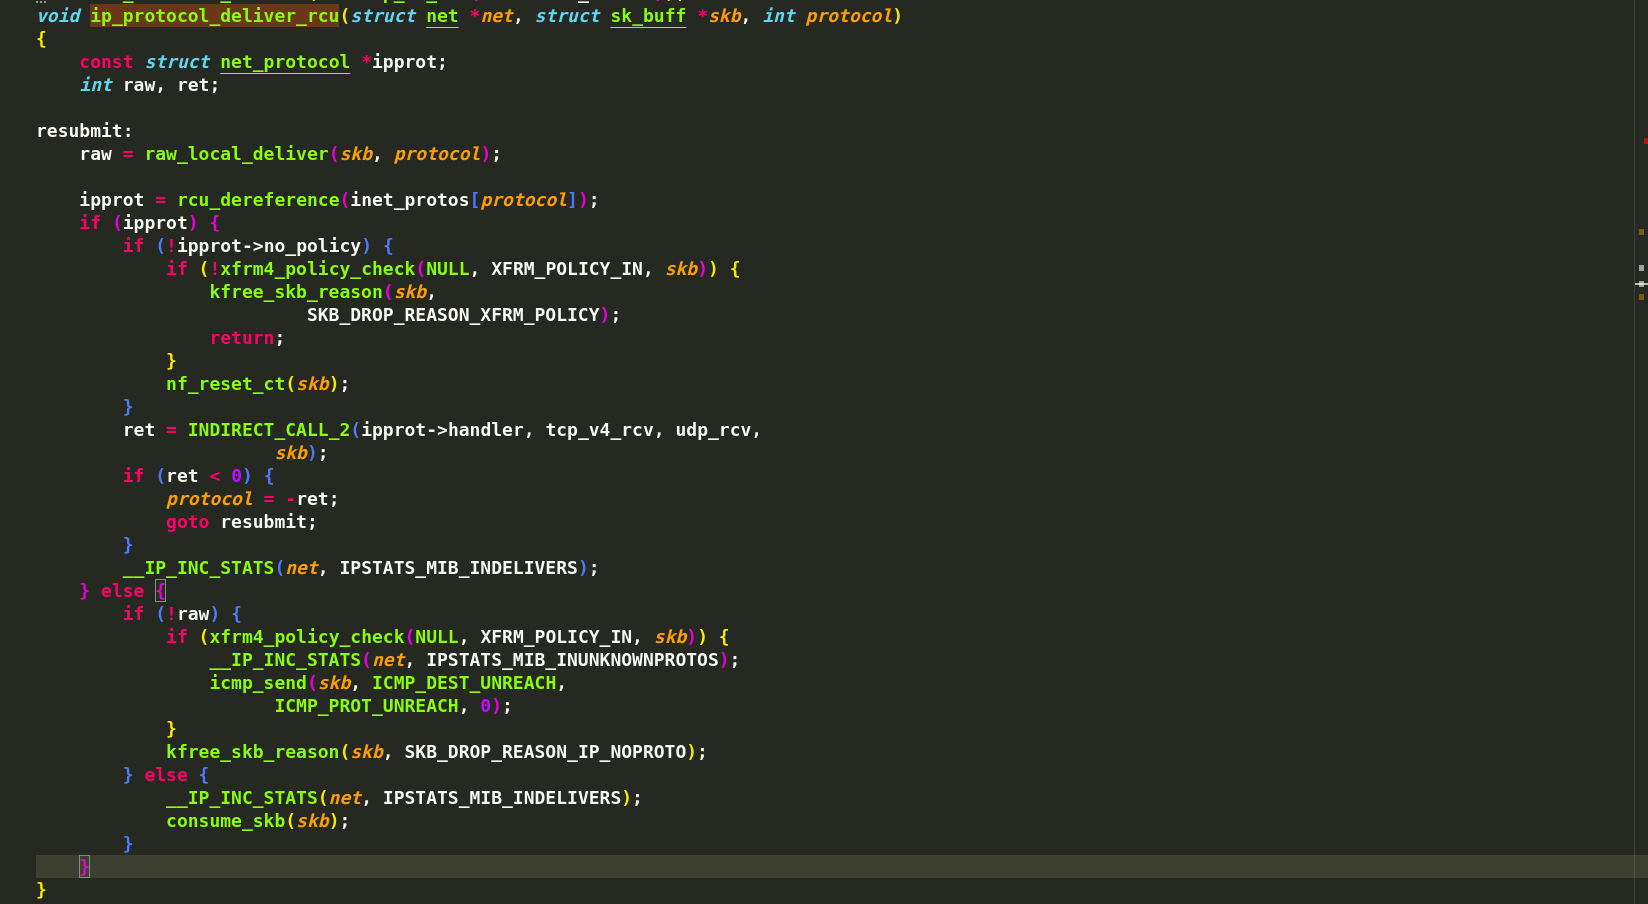 void ip_protocol_deliver_rcu(struct net *net, struct sk_buff *skb, int protocol)
{
    const struct net_protocol *ipprot;
    int raw, ret;

resubmit:
    raw = raw_local_deliver(skb, protocol);

    ipprot = rcu_dereference(inet_protos[protocol]);
    if (ipprot) {
        if (!ipprot->no_policy) {
            if (!xfrm4_policy_check(NULL, XFRM_POLICY_IN, skb)) {
                kfree_skb_reason(skb,
                         SKB_DROP_REASON_XFRM_POLICY);
                return;
            }
            nf_reset_ct(skb);
        }
        ret = INDIRECT_CALL_2(ipprot->handler, tcp_v4_rcv, udp_rcv,
                      skb);
        if (ret < 0) {
            protocol = -ret;
            goto resubmit;
        }
        __IP_INC_STATS(net, IPSTATS_MIB_INDELIVERS);
    } else {
        if (!raw) {
            if (xfrm4_policy_check(NULL, XFRM_POLICY_IN, skb)) {
                __IP_INC_STATS(net, IPSTATS_MIB_INUNKNOWNPROTOS);
                icmp_send(skb, ICMP_DEST_UNREACH,
                      ICMP_PROT_UNREACH, 0);
            }
            kfree_skb_reason(skb, SKB_DROP_REASON_IP_NOPROTO);
        } else {
            __IP_INC_STATS(net, IPSTATS_MIB_INDELIVERS);
            consume_skb(skb);
        }
    }
}